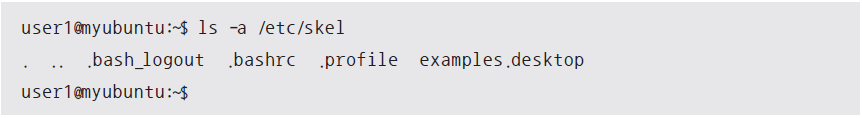 user1@myubuntu:~$ ls -a /etc/skel
. .. .bash_logout .bashrc .profile examples.desktop
user1@myubuntu:~$